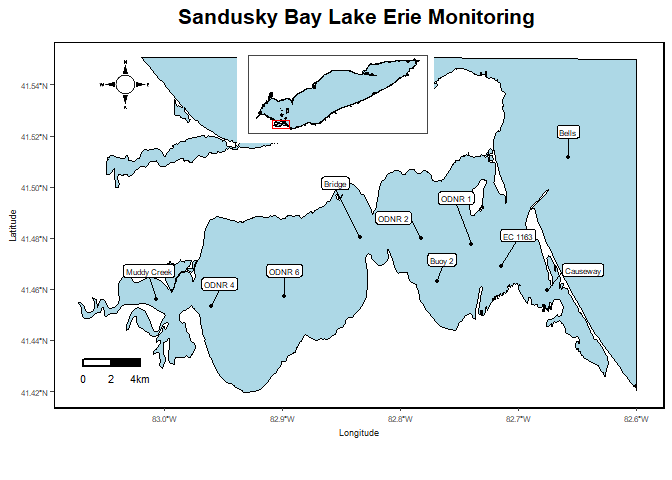 Sandusky Bay Lake Erie Monitoring
41.54°N
41.52°N
41.50°N
41.48°N
41.46°N
41.44°N
41.42°N
Latitude
N
W
E
S
Bells
Bridge
ODNR 1
ODNR 2
EC 1163
Buoy 2
Causeway
Muddy Creek
ODNR 4
ODNR 6
0 2 4km
83.0°W 82.9°W 82.8°W 82.7°W 82.6°W
Longitude